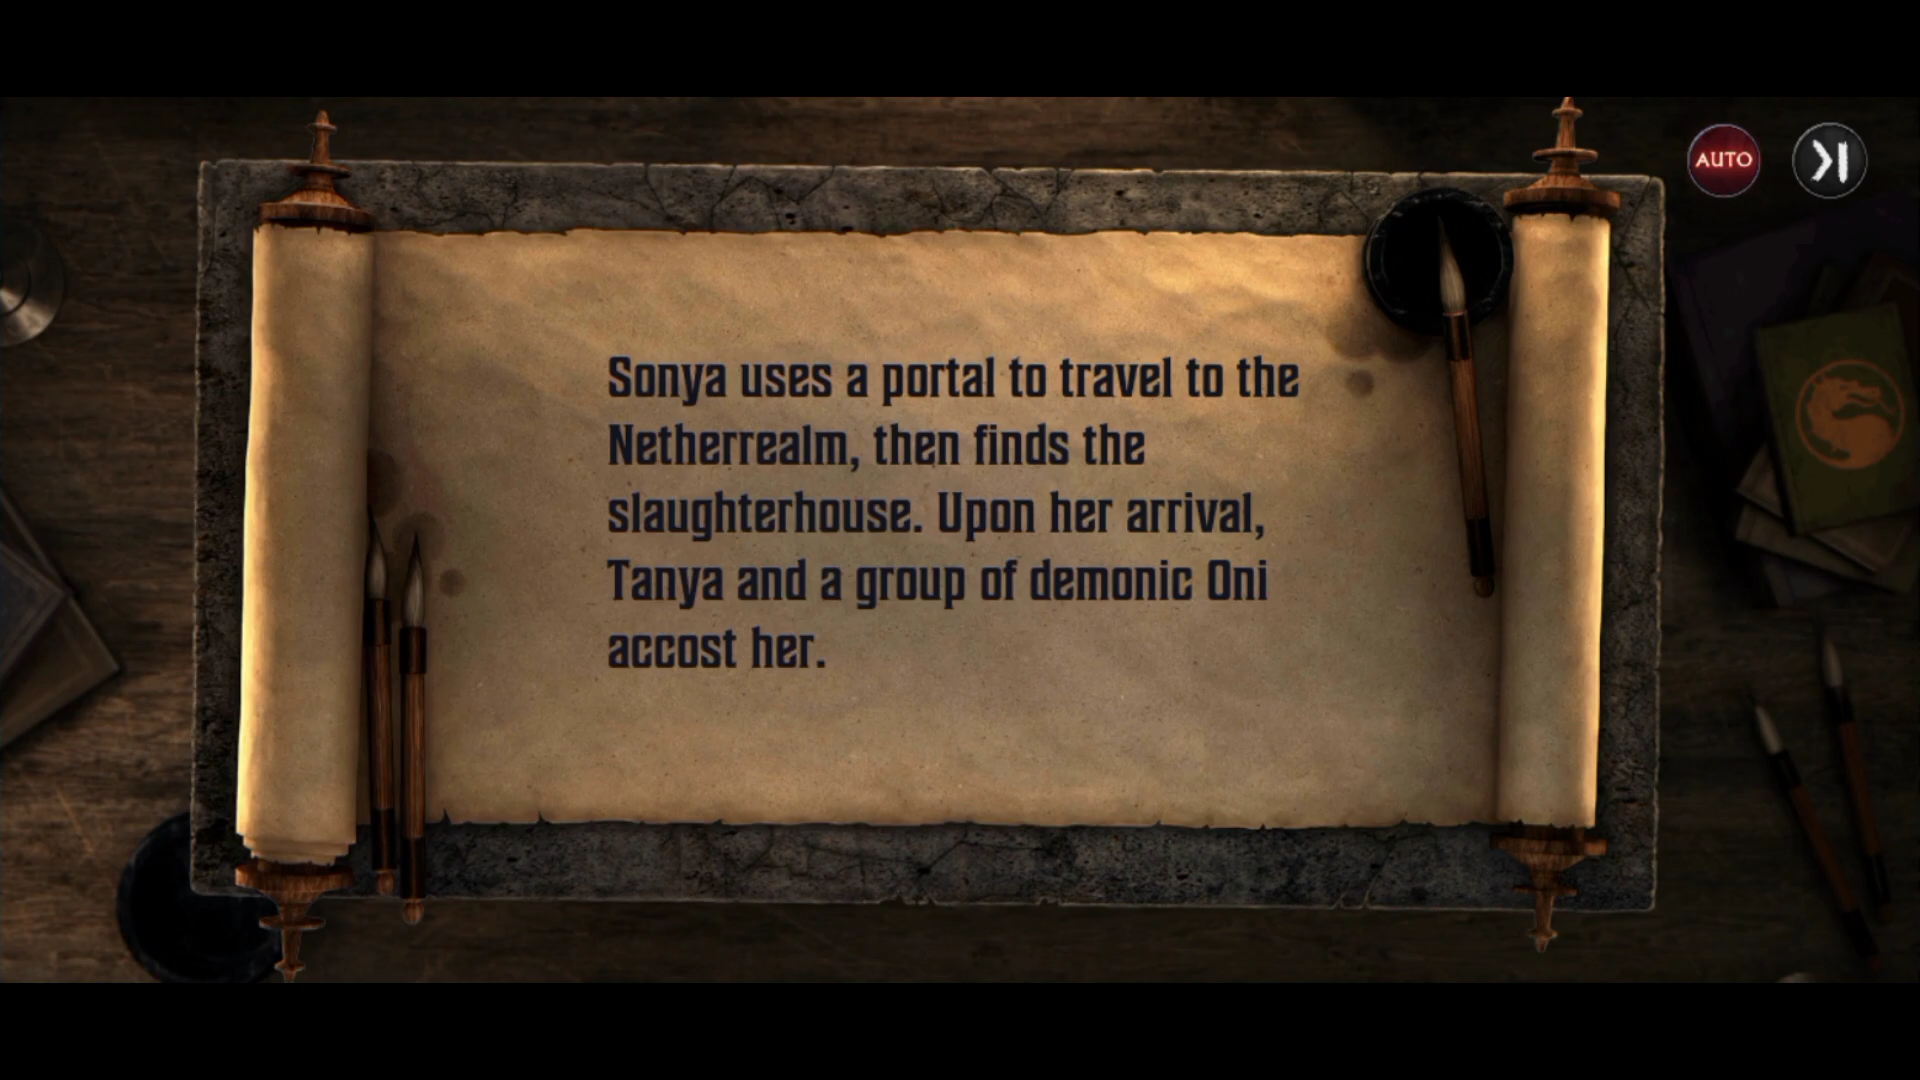 AUTO
Sonya uses a portal to travel to the
Netherrealm, then finds the
slaughterhouse. Upon her arrival,
Tanya and a group of demonic Oni
accost her.